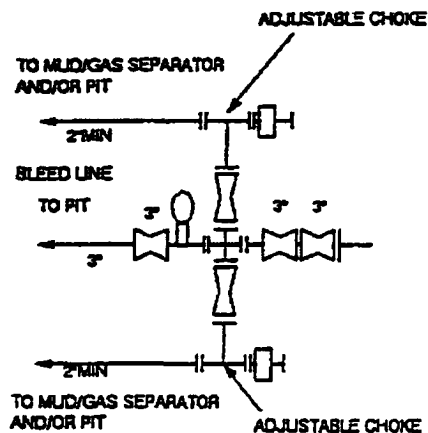 ADJUSTABLE CHOKE
TO MUD/GAS SEPARATOR
AND/OR PIT
2"MIN
BLEED LINE
TO PIT
3"
3" 3"
3"
2"MIN
TO MUD/GAS SEPARATOR
AND/OR PIT
ADJUSTABLE CHOKE